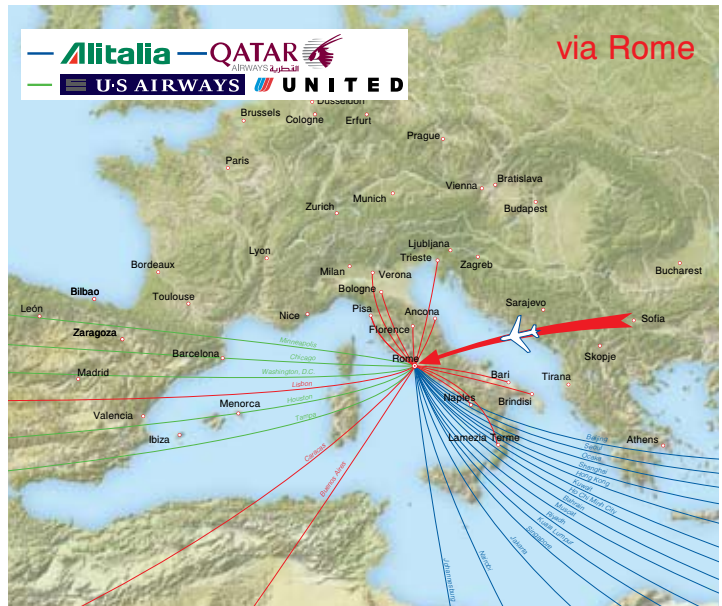 Alitalia
QATAR
AIRWAYS القطرية
U·S AIRWAYS
UNITED
via Rome
Düsseldorf
Brussels
Cologne
Erfurt
Prague
Paris
Vienna
Bratislava
Munich
Budapest
Zurich
Ljubljana
Lyon
Trieste
Zagreb
Milan
Verona
Bordeaux
Bucharest
Bologne
Bilbao
Toulouse
León
Nice
Pisa
Ancona
Sarajevo
Sofia
Florence
Zaragoza
Minneapolis
Barcelona
Chicago
Rome
Skopje
Madrid
Washington, D.C.
Bari
Tirana
Lisbon
Houston
Menorca
Naples
Brindisi
Valencia
Tampa
Ibiza
Lamezia Terme
Athens
Caracas
Buenos Aires
Beijing
Seoul
Osaka
Shanghai
Hong Kong
Kuwait
Ho Chi Minh City
Bahrain
Muscat
Riyadh
Kuala Lumpur
Singapore
Jakarta
Nairobi
Johannesburg